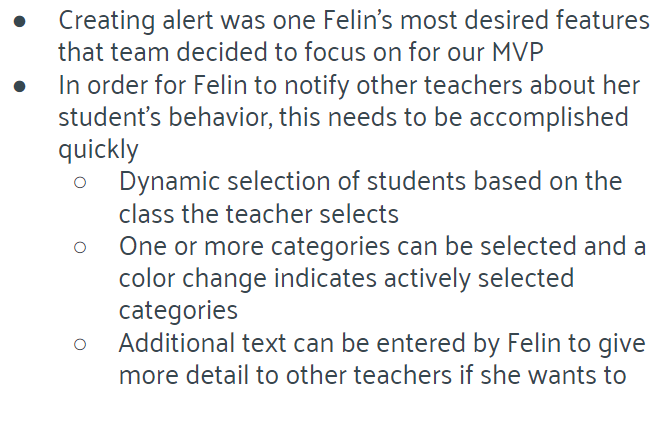 ● Creating alert was one Felin's most desired features
that team decided to focus on for our MVP
● In order for Felin to notify other teachers about her
student's behavior, this needs to be accomplished
quickly
○ Dynamic selection of students based on the
class the teacher selects
○ One or more categories can be selected and a
color change indicates actively selected
categories
○ Additional text can be entered by Felin to give
more detail to other teachers if she wants to